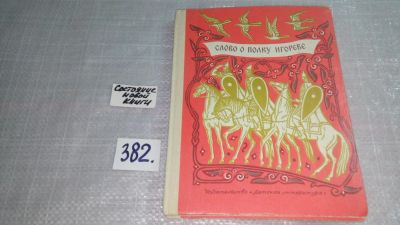 СЛОВО О ПОЛКУ ИГОРЕВЕ
Состояние
новой
книги
382.
Издательство «Детская литература»